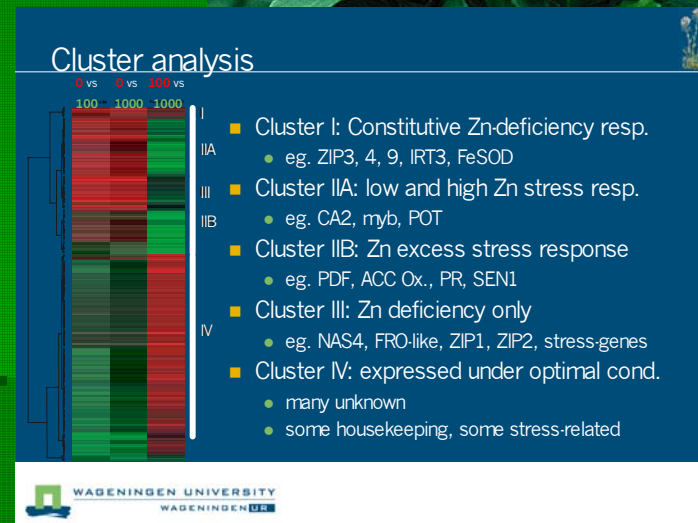 Cluster analysis
0 vs 0 vs 100 vs
100 1000 1000
I
IIA
III
IIB
IV
Cluster I: Constitutive Zn-deficiency resp.
eg. ZIP3, 4, 9, IRT3, FeSOD
Cluster IIA: low and high Zn stress resp.
eg. CA2, myb, POT
Cluster IIB: Zn excess stress response
eg. PDF, ACC Ox., PR, SEN1
Cluster III: Zn deficiency only
eg. NAS4, FRO-like, ZIP1, ZIP2, stress-genes
Cluster IV: expressed under optimal cond.
many unknown
some housekeeping, some stress-related
WAGENINGEN UNIVERSITY
WAGENINGEN UR